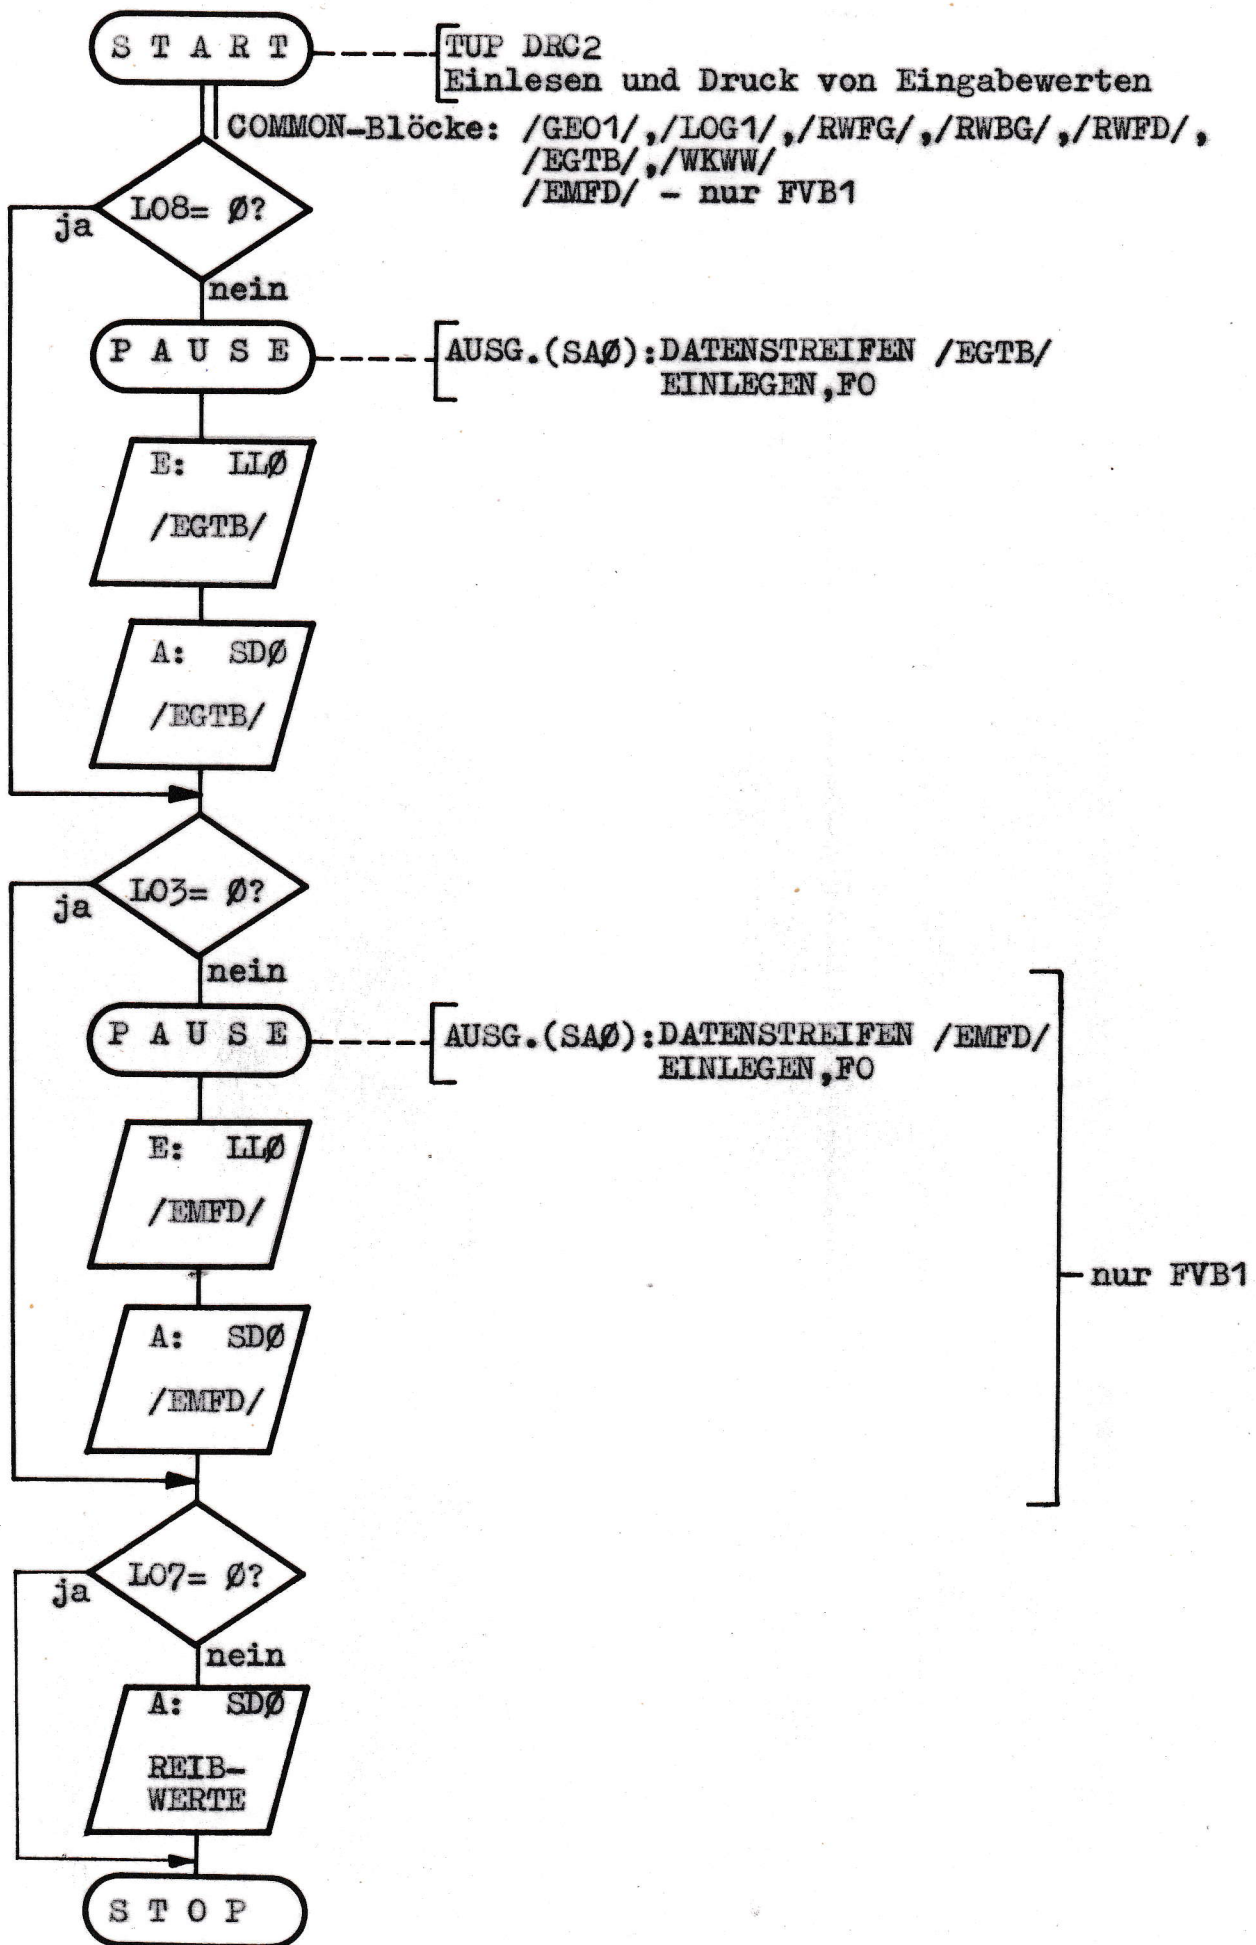 S T A R T
TUP DRC2
Einlesen und Druck von Eingabewerten
COMMON-Blöcke: /GEO1/,/LOG1/,/RWFG/,/RWBG/,/RWFD/,
/EGTB/,/WKWW/
/EMFD/ - nur FVB1
LO8= Ø?
ja
nein
P A U S E
AUSG.(SAØ):DATENSTREIFEN /EGTB/
EINLEGEN,FO
E: LLØ
/EGTB/
A: SDØ
/EGTB/
LO3= Ø?
ja
nein
P A U S E
AUSG.(SAØ):DATENSTREIFEN /EMFD/
EINLEGEN,FO
E: LLØ
/EMFD/
nur FVB1
A: SDØ
/EMFD/
LO7= Ø?
ja
nein
A: SDØ
REIB-
WERTE
S T O P